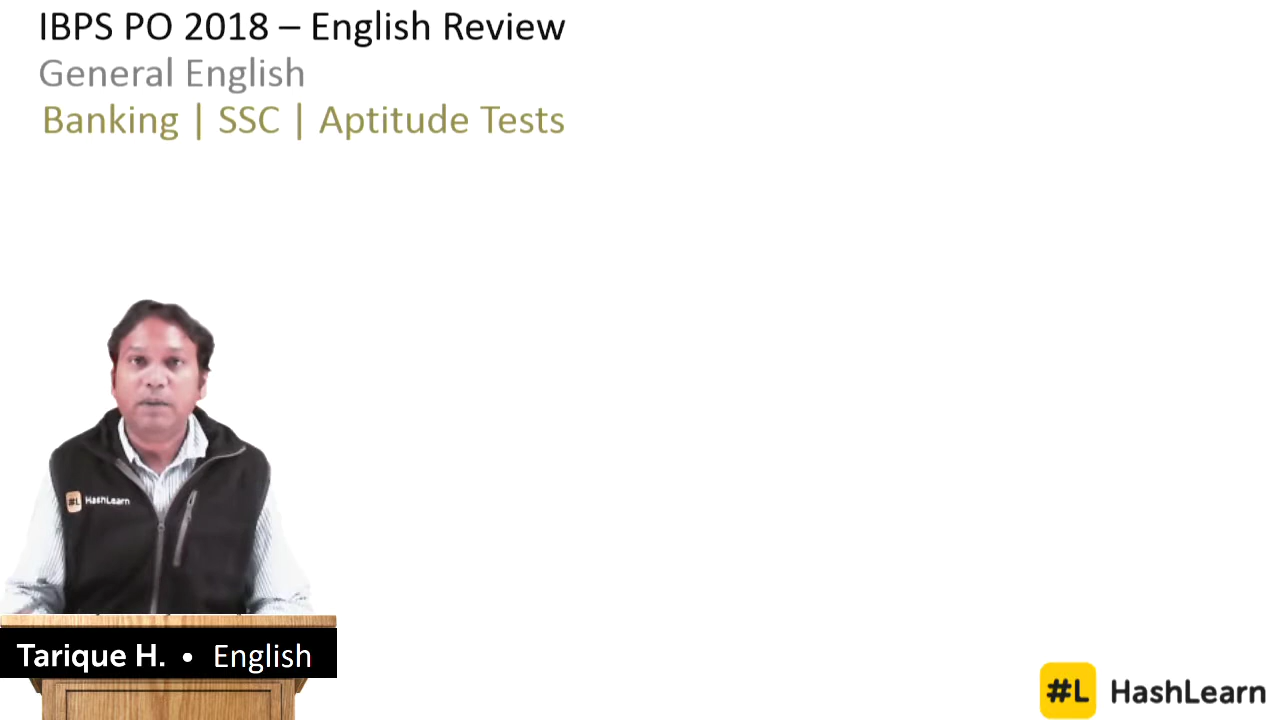 IBPS PO 2018 – English Review
General English
Banking | SSC | Aptitude Tests
#L HashLearn
Tarique H. • English
#L HashLearn